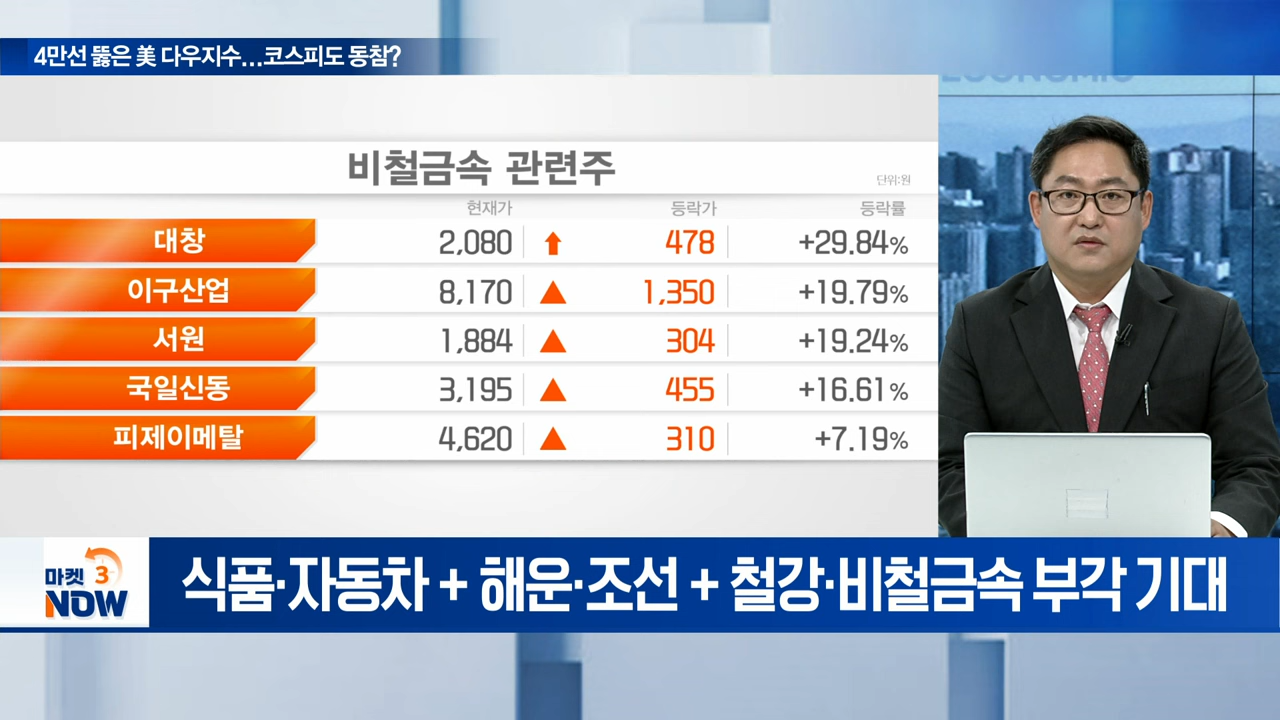 4만선 뚫은 美 다우지수...코스피도 동참?
ECONOMIC
비철금속 관련주
단위:원
현재가 등락가 등락률
대창 2,080 ⬆ 478 +29.84%
이구산업 8,170 ▲ 1,350 +19.79%
서원 1,884 ▲ 304 +19.24%
국일신동 3,195 ▲ 455 +16.61%
피제이메탈 4,620 ▲ 310 +7.19%
마켓 3
NOW
식품·자동차 + 해운·조선 + 철강·비철금속 부각 기대